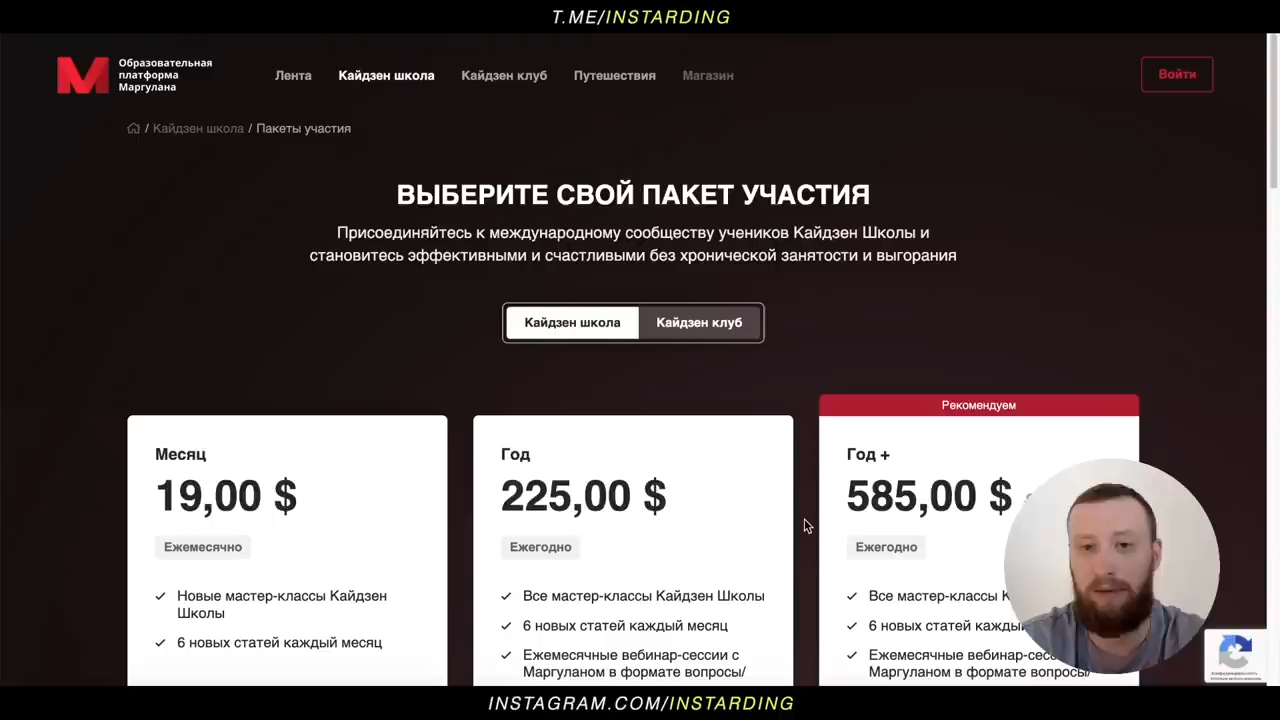 T.ME/INSTARDING
Образовательная
платформа
Маргулана
Лента
Кайдзен школа
Кайдзен клуб
Путешествия
Магазин
Войти
/ Кайдзен школа / Пакеты участия
ВЫБЕРИТЕ СВОЙ ПАКЕТ УЧАСТИЯ
Присоединяйтесь к международному сообществу учеников Кайдзен Школы и
становитесь эффективными и счастливыми без хронической занятости и выгорания
Кайдзен школа
Кайдзен клуб
Месяц
19,00 $
Ежемесячно
Новые мастер-классы Кайдзен
Школы
6 новых статей каждый месяц
Год
225,00 $
Ежегодно
Все мастер-классы Кайдзен Школы
6 новых статей каждый месяц
Ежемесячные вебинар-сессии с
Маргуланом в формате вопросы/
Рекомендуем
Год +
585,00 $
Ежегодно
Все мастер-классы
6 новых статей
Ежемесячные
Маргуланом в формате вопросы/
INSTAGRAM.COM/INSTARDING